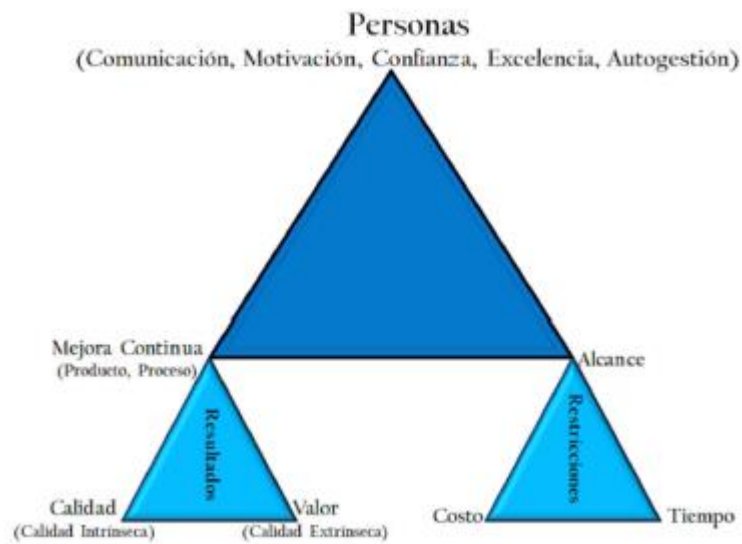 Personas
(Comunicación, Motivación, Confianza, Excelencia, Autogestión)
Mejora Continua
(Producto, Proceso)
Alcance
Resultados
Restricciones
Calidad
(Calidad Intrínseca)
Valor
(Calidad Extrínseca)
Costo
Tiempo